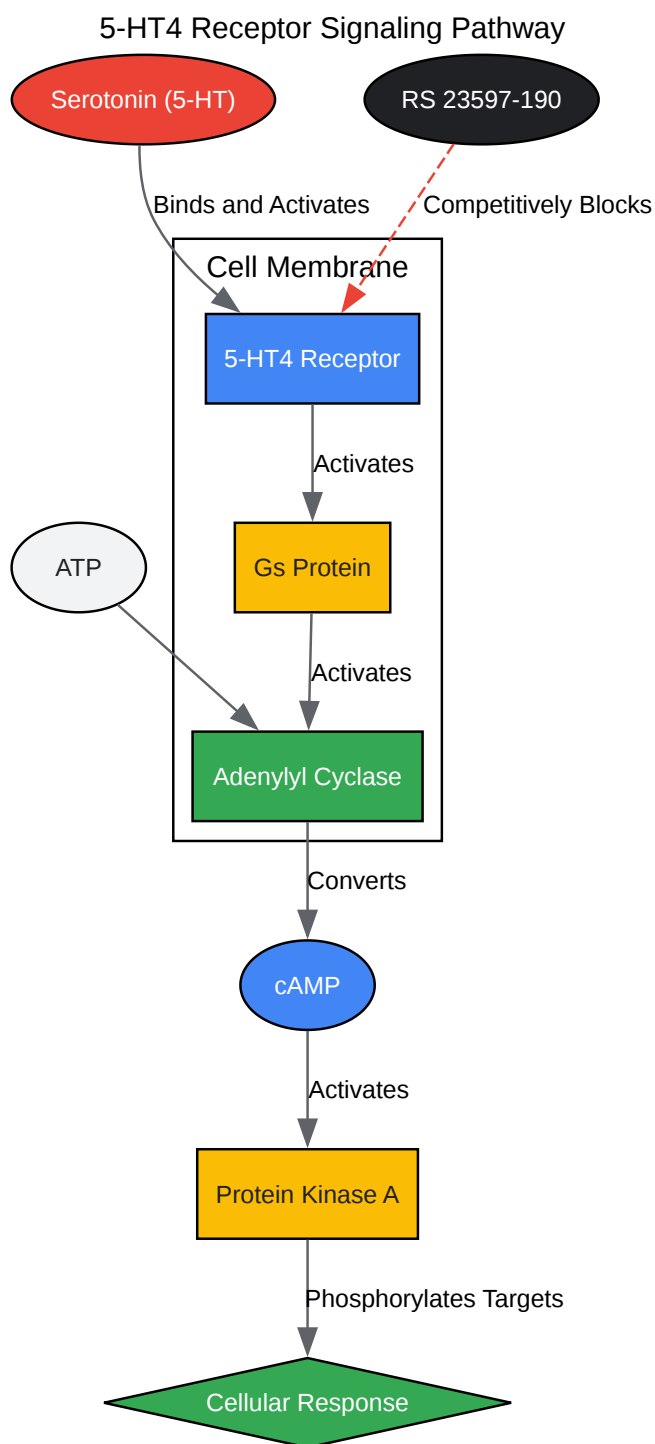 5-HT4 Receptor Signaling Pathway
Serotonin (5-HT)
RS 23597-190
Binds and Activates
Competitively Blocks
Cell Membrane
5-HT4 Receptor
Activates
ATP
Gs Protein
Activates
Adenylyl Cyclase
Converts
cAMP
Activates
Protein Kinase A
Phosphorylates Targets
Cellular Response